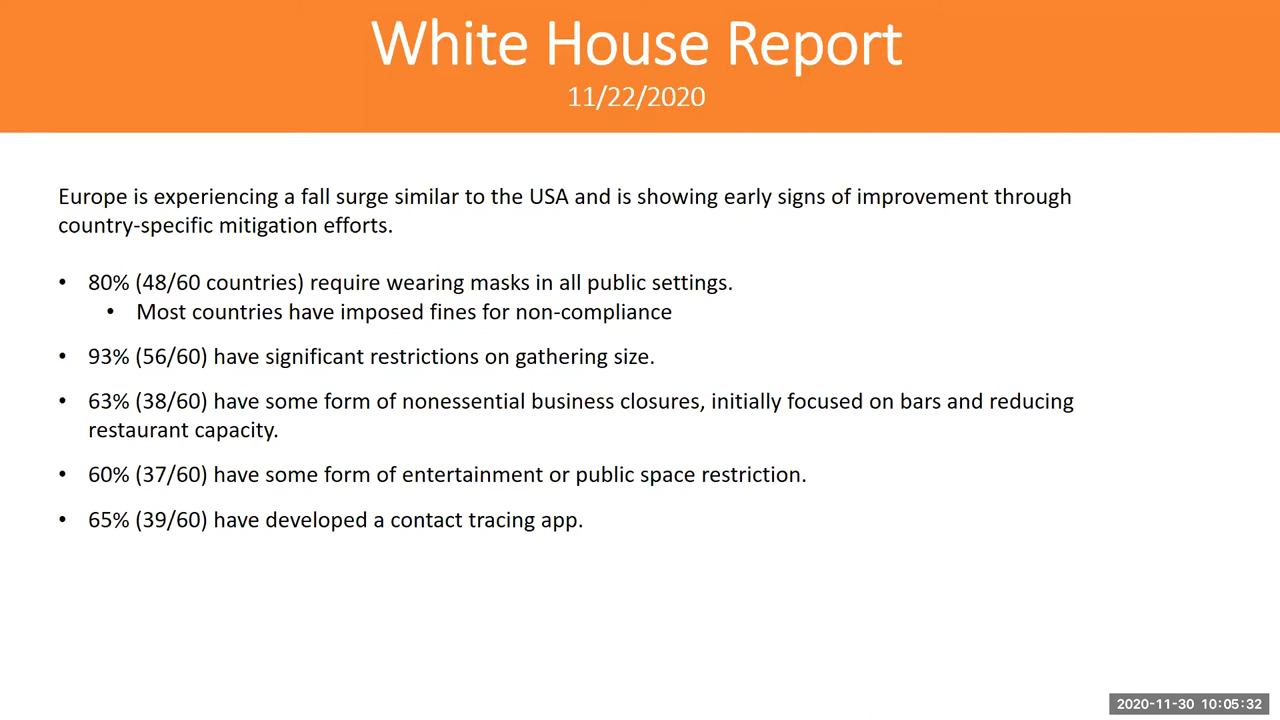 White House Report
11/22/2020
Europe is experiencing a fall surge similar to the USA and is showing early signs of improvement through
country-specific mitigation efforts.
• 80% (48/60 countries) require wearing masks in all public settings.
• Most countries have imposed fines for non-compliance
• 93% (56/60) have significant restrictions on gathering size.
• 63% (38/60) have some form of nonessential business closures, initially focused on bars and reducing
restaurant capacity.
• 60% (37/60) have some form of entertainment or public space restriction.
• 65% (39/60) have developed a contact tracing app.
2020-11-30 10:05:32